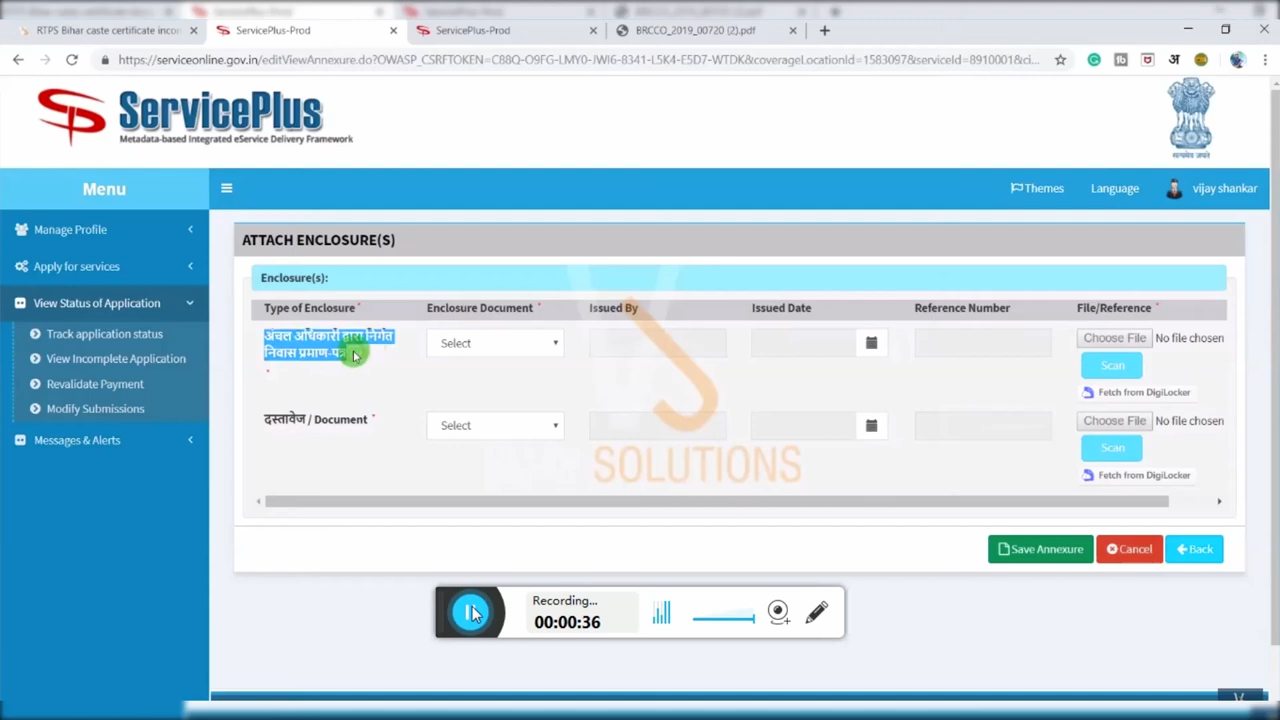 RTPS Bihar caste certificate incon
ServicePlus-Prod
ServicePlus-Prod
BRCCO_2019_00720 (2).pdf
https://serviceonline.gov.in/editViewAnnexure.do?OWASP_CSRFTOKEN=C88Q-O9FG-LMY0-JWI6-8341-L5K4-E5D7-WTDK&coverageLocationId=1583097&serviceId=8910001&ci...
ServicePlus
Metadata-based Integrated eService Delivery Framework
सत्यमेव जयते
Menu
Themes
Language
vijay shankar
Manage Profile
Apply for services
View Status of Application
Track application status
View Incomplete Application
Revalidate Payment
Modify Submissions
Messages & Alerts
ATTACH ENCLOSURE(S)
Enclosure(s):
Type of Enclosure * Enclosure Document * Issued By Issued Date Reference Number File/Reference *
अंचल अधिकारी द्वारा निर्गत
निवास प्रमाण-पत्र
*
Select
Choose File No file chosen
Scan
Fetch from DigiLocker
दस्तावेज / Document *
Select
Choose File No file chosen
Scan
Fetch from DigiLocker
SOLUTIONS
Save Annexure Cancel Back
Recording...
00:00:36